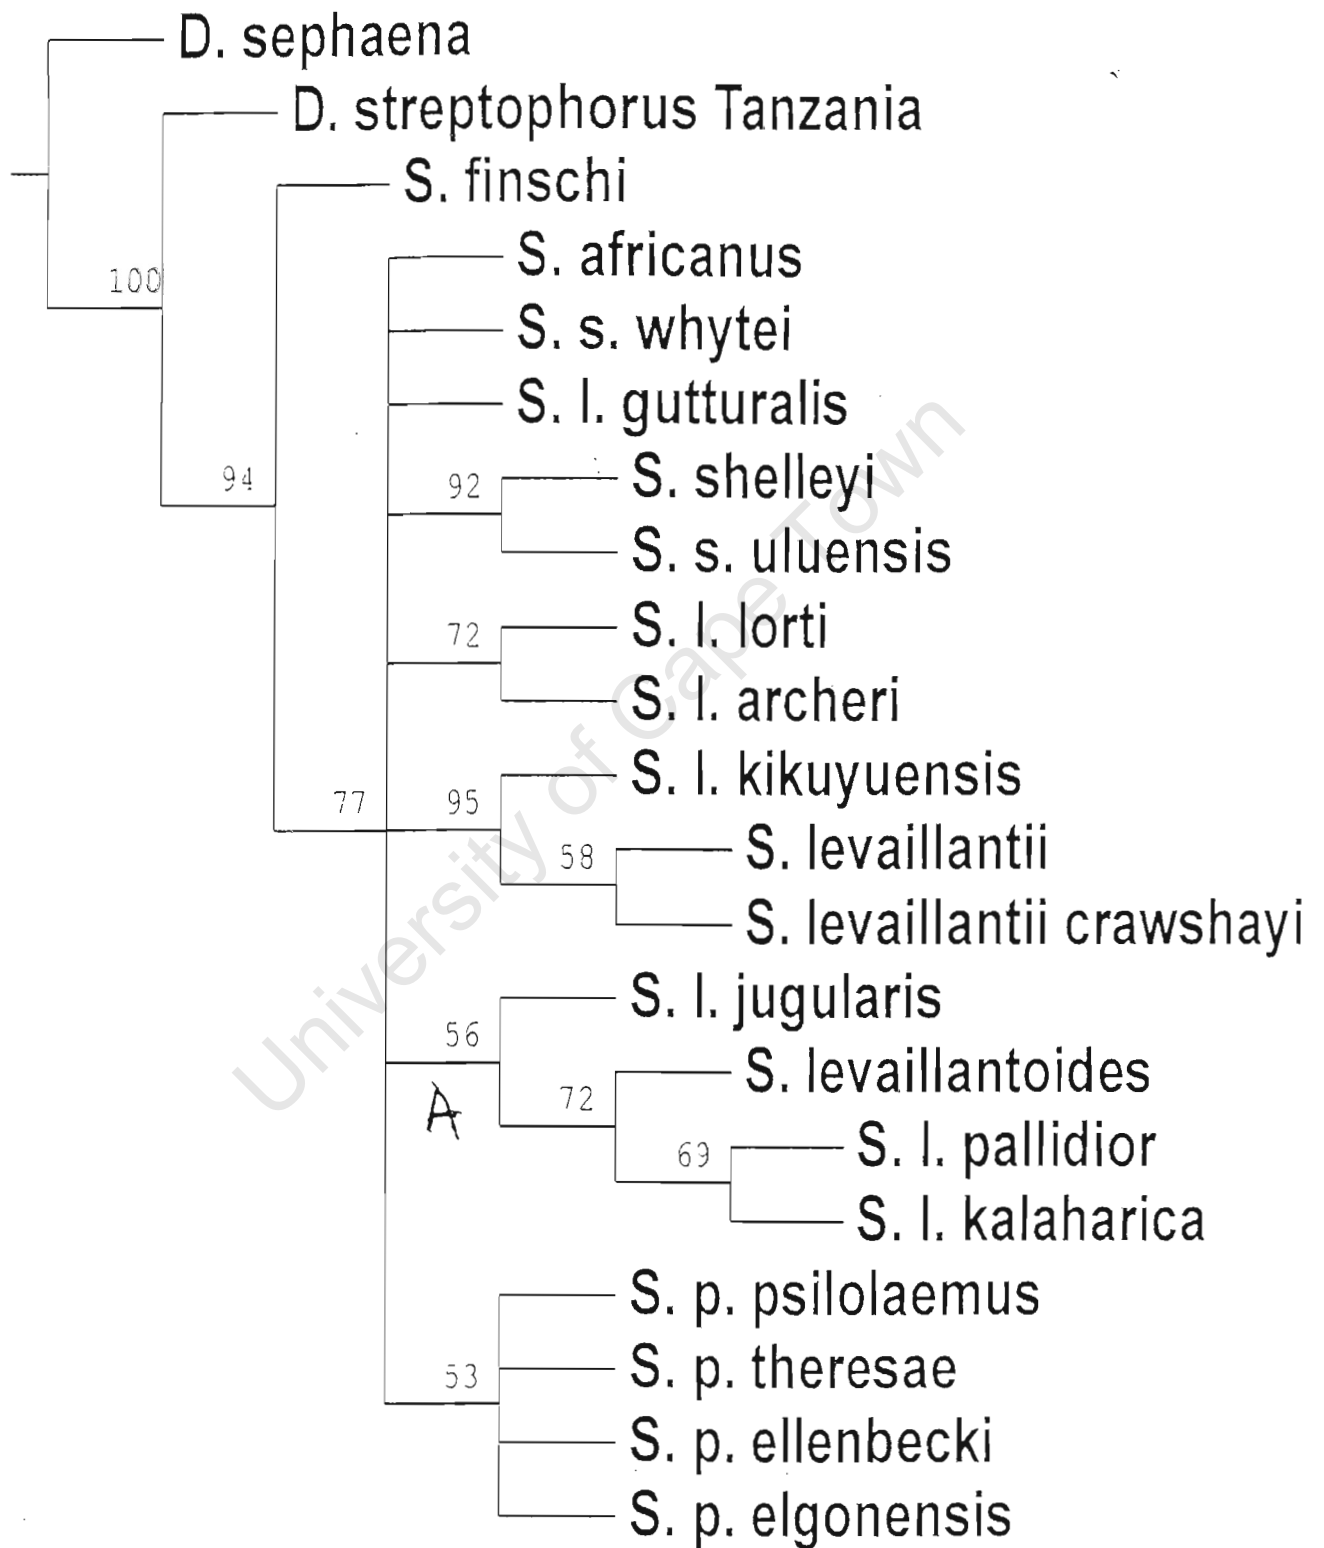 D. sephaena
D. streptophorus Tanzania
S. finschi
S. africanus
100
S. s. whytei
S. l. gutturalis
94
92
S. shelleyi
S. s. uluensis
72
S. l. lorti
S. l. archeri
77
95
S. l. kikuyuensis
58
S. levaillantii
S. levaillantii crawshayi
56
S. l. jugularis
A
72
S. levaillantoides
69
S. l. pallidior
S. l. kalaharica
S. p. psilolaemus
53
S. p. theresae
S. p. ellenbecki
S. p. elgonensis
University of Cape Town